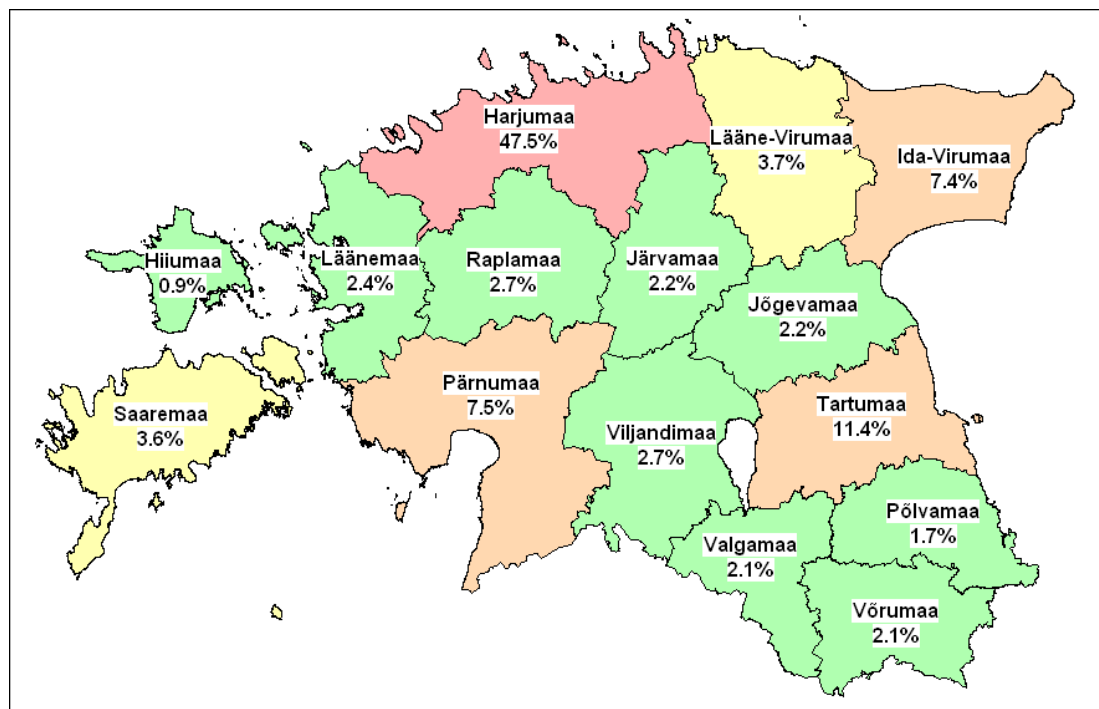 Harjumaa
47.5%
Lääne-Virumaa
3.7%
Ida-Virumaa
7.4%
Hiiumaa
0.9%
Läänemaa
2.4%
Raplamaa
2.7%
Järvamaa
2.2%
Jõgevamaa
2.2%
Saaremaa
3.6%
Pärnumaa
7.5%
Viljandimaa
2.7%
Tartumaa
11.4%
Valgamaa
2.1%
Põlvamaa
1.7%
Võrumaa
2.1%